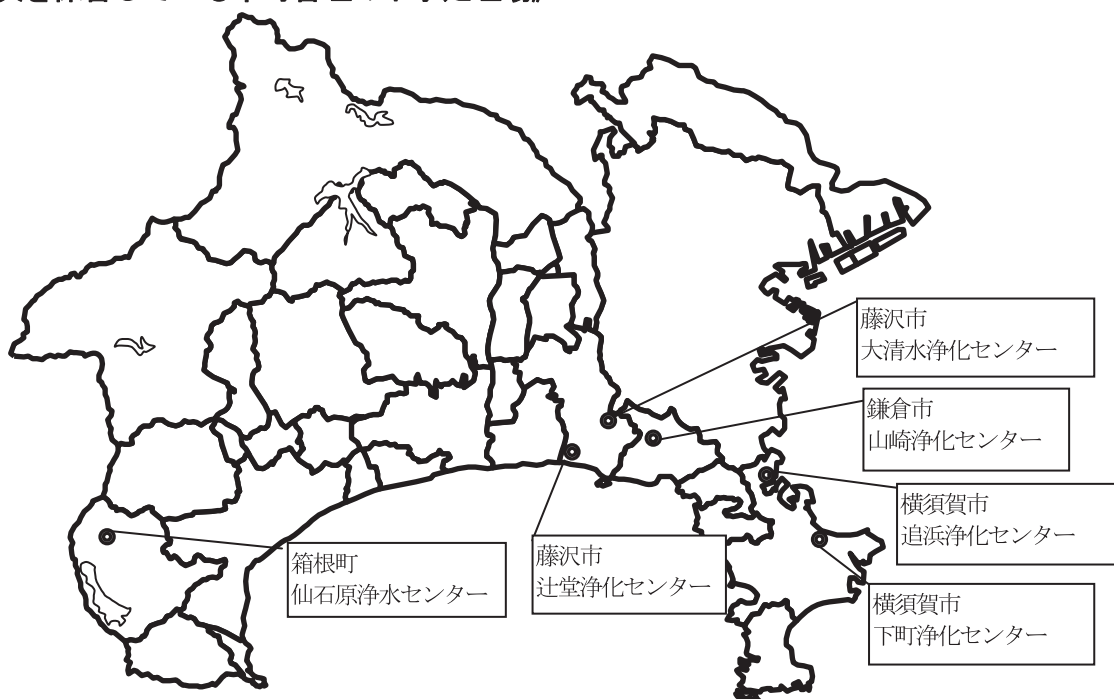 藤沢市
大清水浄化センター
鎌倉市
山崎浄化センター
横須賀市
追浜浄化センター
箱根町
仙石原浄水センター
藤沢市
辻堂浄化センター
横須賀市
下町浄化センター